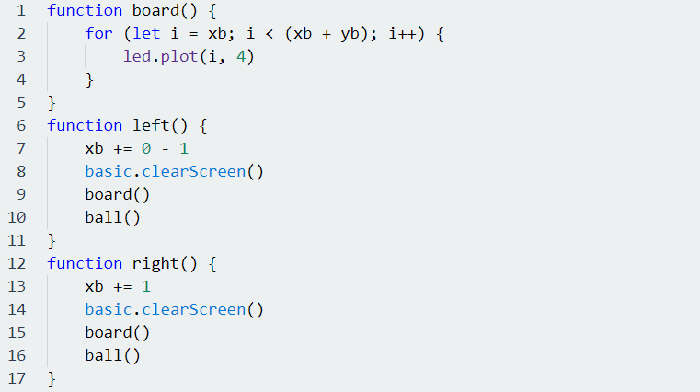 1 function board() {
2     for (let i = xb; i < (xb + yb); i++) {
3         led.plot(i, 4)
4     }
5 }
6 function left() {
7     xb += 0 - 1
8     basic.clearScreen()
9     board()
10     ball()
11 }
12 function right() {
13     xb += 1
14     basic.clearScreen()
15     board()
16     ball()
17 }